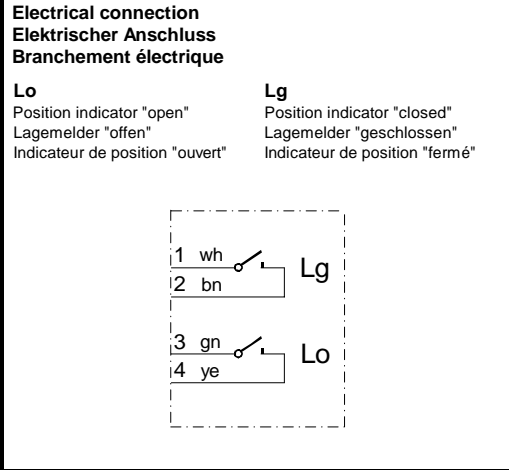 Electrical connection
Elektrischer Anschluss
Branchement électrique
Lo
Position indicator "open"
Lagemelder "offen"
Indicateur de position "ouvert"
Lg
Position indicator "closed"
Lagemelder "geschlossen"
Indicateur de position "fermé"
1 wh
2 bn
Lg
3 gn
4 ye
Lo